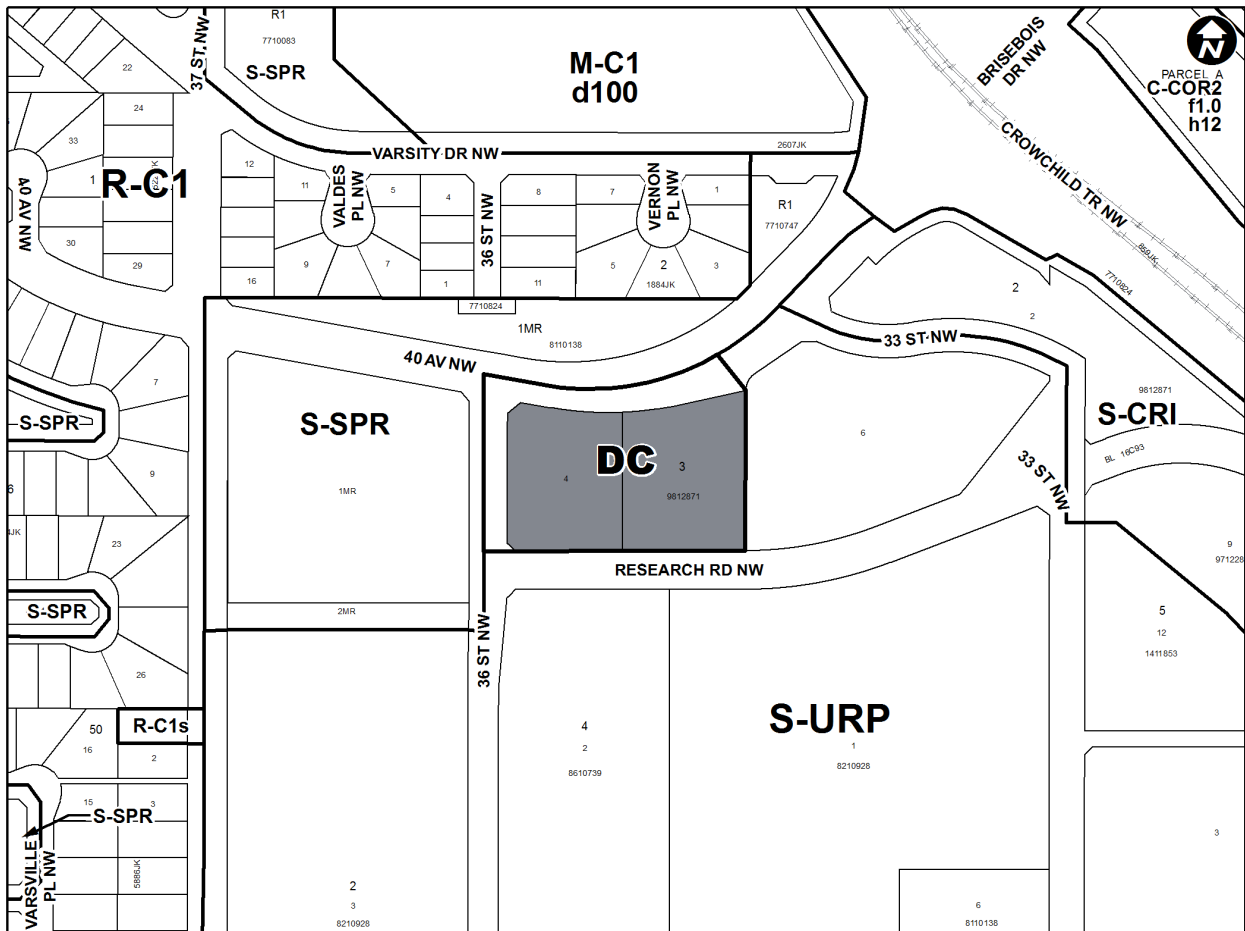 R1
7710083
S-SPR
37 ST NW
22
M-C1
d100
BRISEBOIS
DR NW
N
PARCEL A
C-COR2
f1.0
h12
CROWCHILD TR NW
24
33
1
R-C1
40 AV NW
30
29
VARSITY DR NW
2607JK
12
11
VALDES
PL NW
5
4
36 ST NW
8
7
VERNON
PL NW
1
R1
7710747
16
9
7
1
11
5
2
3
1884JK
859JK
7710824
7710824
1MR
8110138
40 AV NW
2
2
33 ST NW
7
S-SPR
9
6
S-SPR
1MR
2MR
DC
4
3
9812871
6
9812871
S-CRI
BL 16C93
33 ST NW
9
4JK
23
S-SPR
26
RESEARCH RD NW
36 ST NW
5
12
1411853
50
16
R-C1s
2
4
2
8610739
S-URP
1
8210928
15
3
S-SPR
VARSVILLE
PL NW
5886JK
2
3
8210928
6
8110138
3